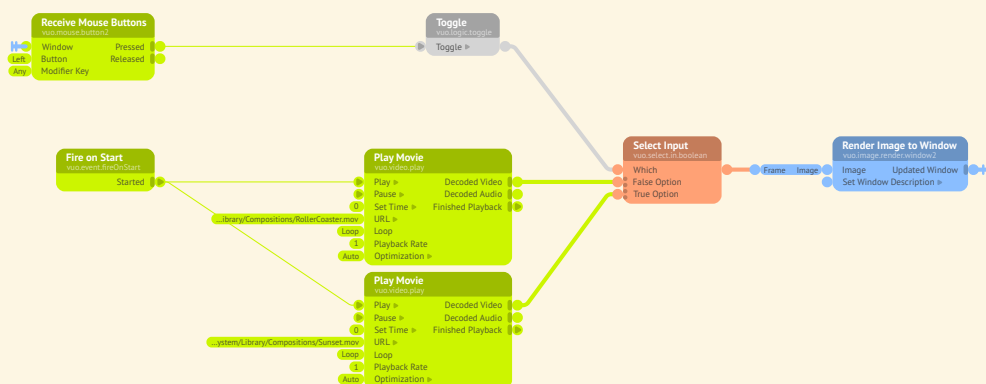 Receive Mouse Buttons
vuo.mouse.button2
Window Pressed
Left Button Released
Any Modifier Key
Toggle
vuo.logic.toggle
Toggle
Fire on Start
vuo.event.fireOnStart
Started
Play Movie
vuo.video.play
Play Decoded Video
Pause Decoded Audio
0 Set Time Finished Playback
...ibrary/Compositions/RollerCoaster.mov URL
Loop Loop
1 Playback Rate
Auto Optimization
Play Movie
vuo.video.play
Play Decoded Video
Pause Decoded Audio
0 Set Time Finished Playback
...ystem/Library/Compositions/Sunset.mov URL
Loop Loop
1 Playback Rate
Auto Optimization
Select Input
vuo.select.in.boolean
Which
False Option
True Option
Frame Image
Render Image to Window
vuo.image.render.window2
Image Updated Window
Set Window Description